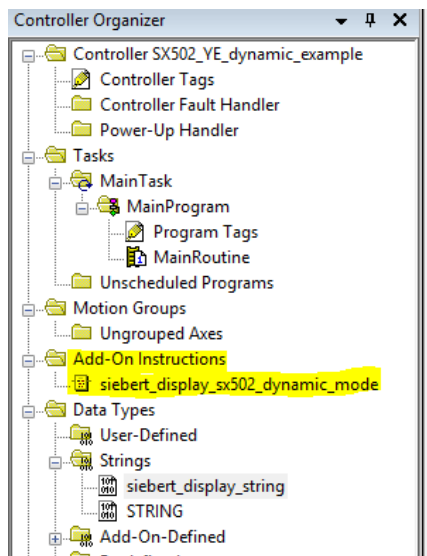 Controller Organizer
Controller SX502_YE_dynamic_example
Controller Tags
Controller Fault Handler
Power-Up Handler
Tasks
MainTask
MainProgram
Program Tags
MainRoutine
Unscheduled Programs
Motion Groups
Ungrouped Axes
Add-On Instructions
siebert_display_sx502_dynamic_mode
Data Types
User-Defined
Strings
siebert_display_string
STRING
Add-On-Defined